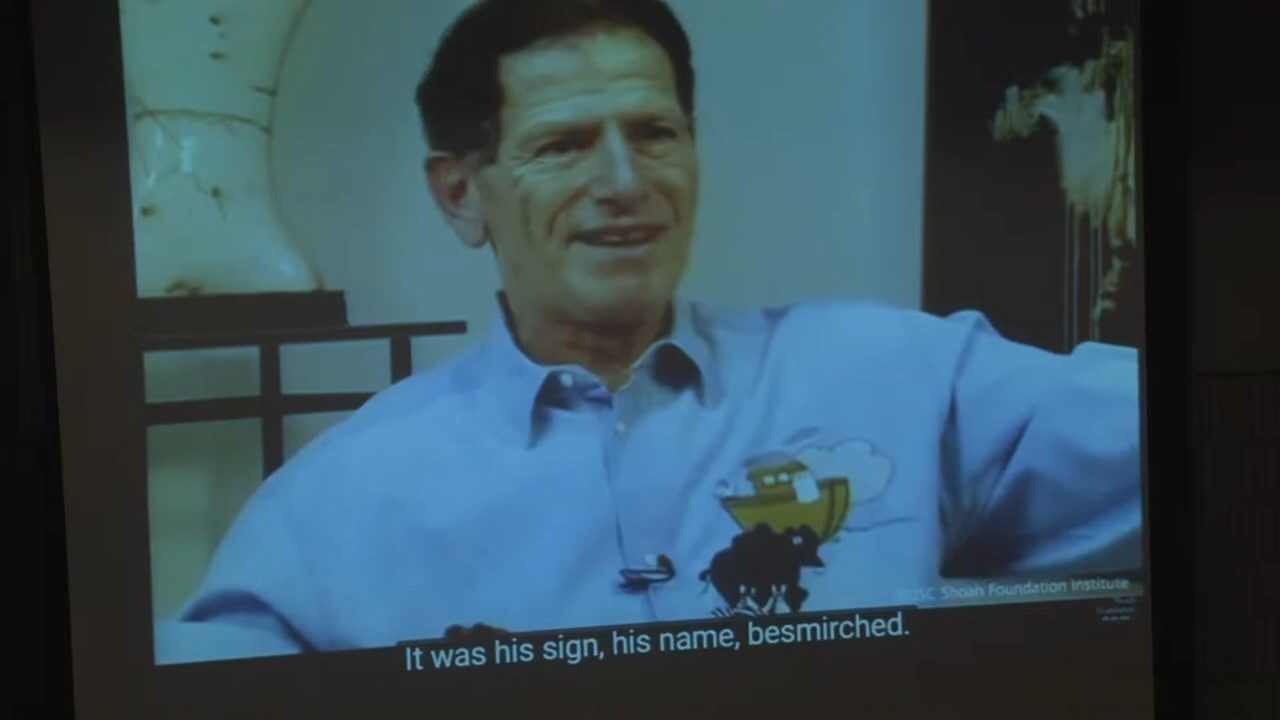 USC Shoah Foundation Institute
It was his sign, his name, besmirched.